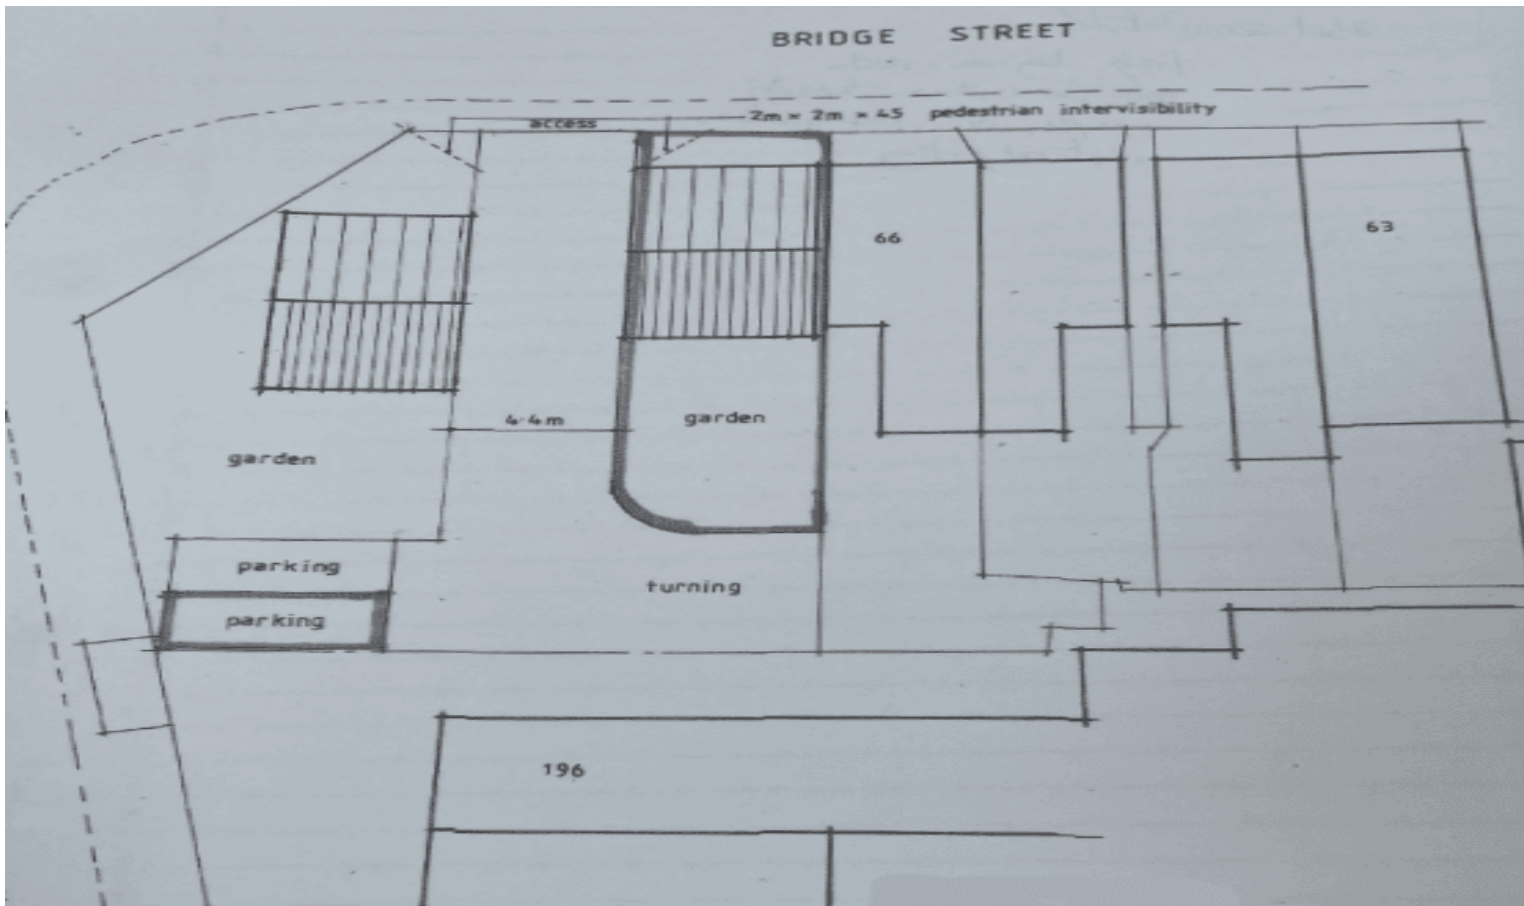 BRIDGE STREET
access
2m × 2m × 45 pedestrian intervisibility
66
63
4·4m
garden
garden
parking
turning
parking
196